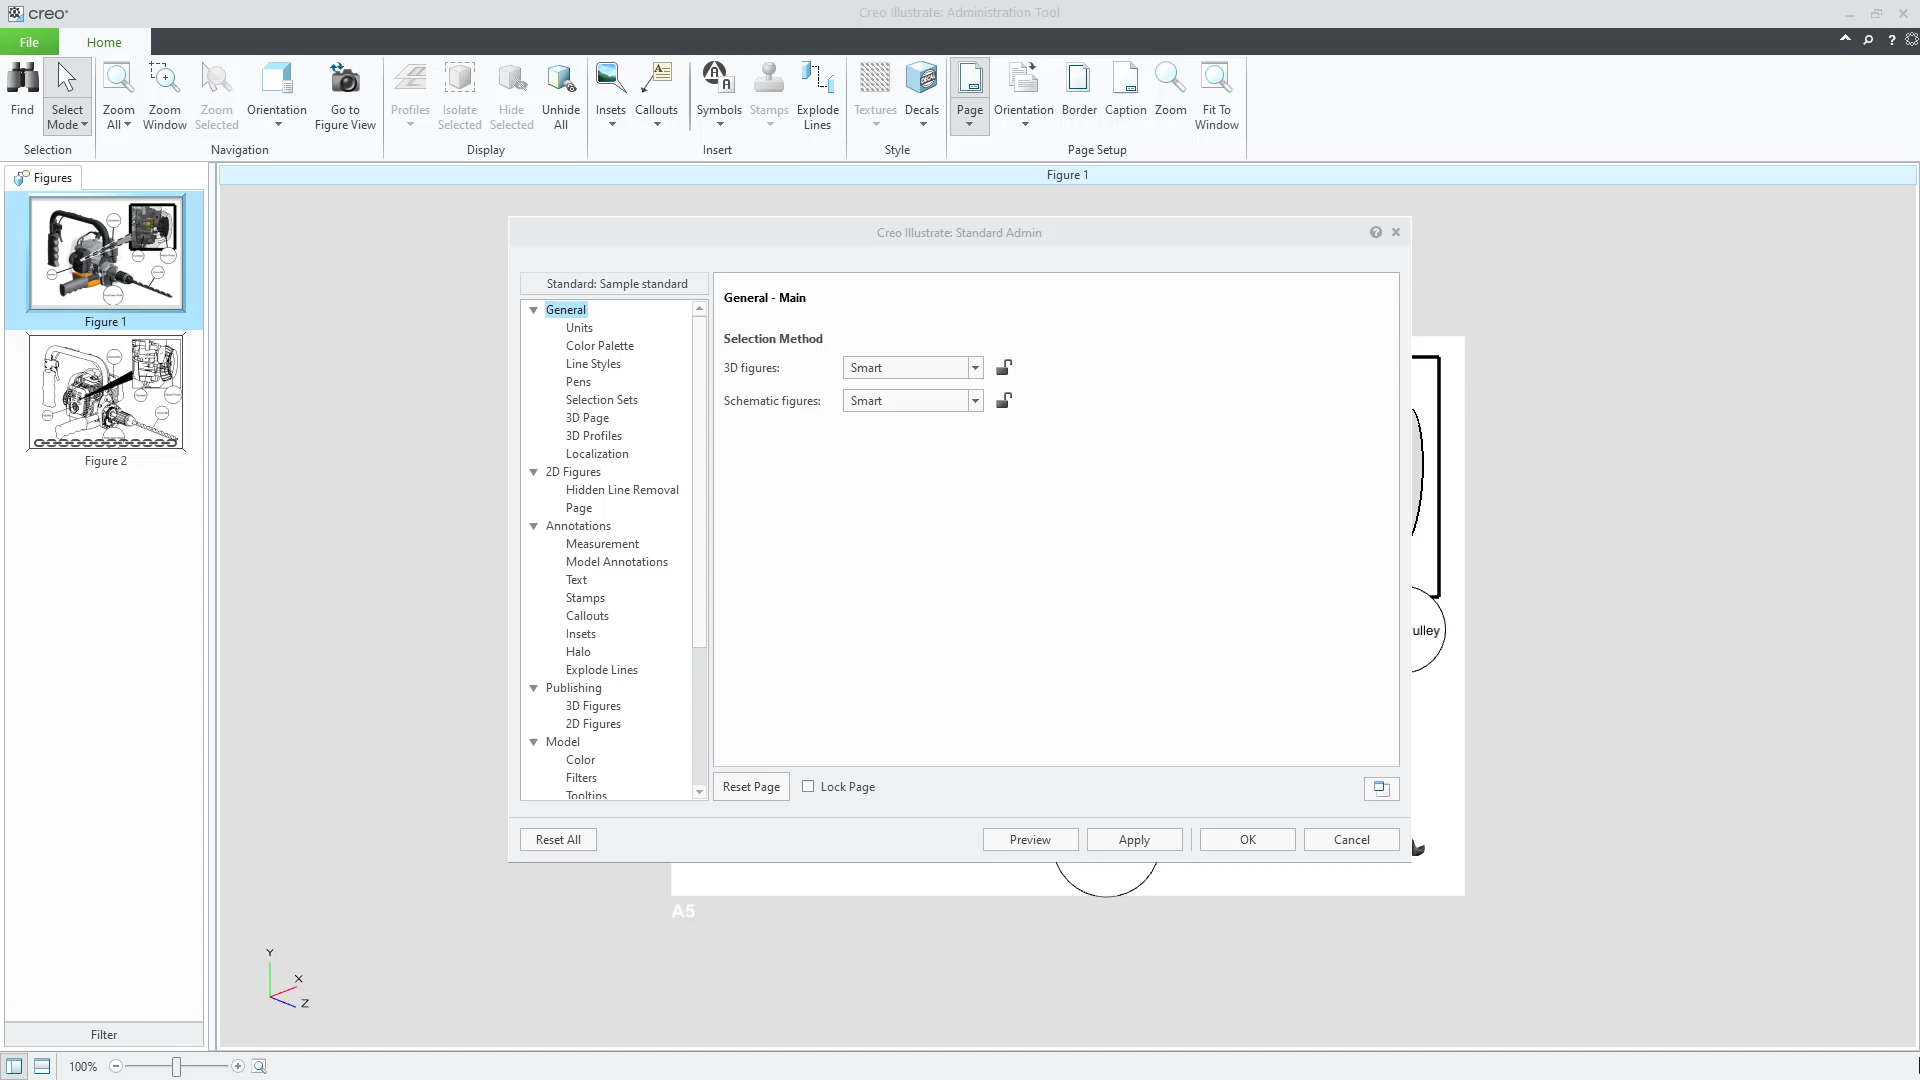 creo
Creo Illustrate: Administration Tool
File
Home
Find
Select Mode
Zoom All
Zoom Window
Zoom Selected
Orientation
Go to Figure View
Profiles
Isolate Selected
Hide Selected
Unhide All
Insets
Callouts
Symbols
Stamps
Explode Lines
Textures
Decals
Page
Orientation
Border
Caption
Zoom
Fit To Window
Selection
Navigation
Display
Insert
Style
Page Setup
Figures
Figure 1
Figure 1
Figure 2
Creo Illustrate: Standard Admin
Standard: Sample standard
General
Units
Color Palette
Line Styles
Pens
Selection Sets
3D Page
3D Profiles
Localization
2D Figures
Hidden Line Removal
Page
Annotations
Measurement
Model Annotations
Text
Stamps
Callouts
Insets
Halo
Explode Lines
Publishing
3D Figures
2D Figures
Model
Color
Filters
Tooltips
General - Main
Selection Method
3D figures: Smart
Schematic figures: Smart
Reset Page
Lock Page
Reset All
Preview
Apply
OK
Cancel
ulley
A5
Y
X
Z
Filter
100%